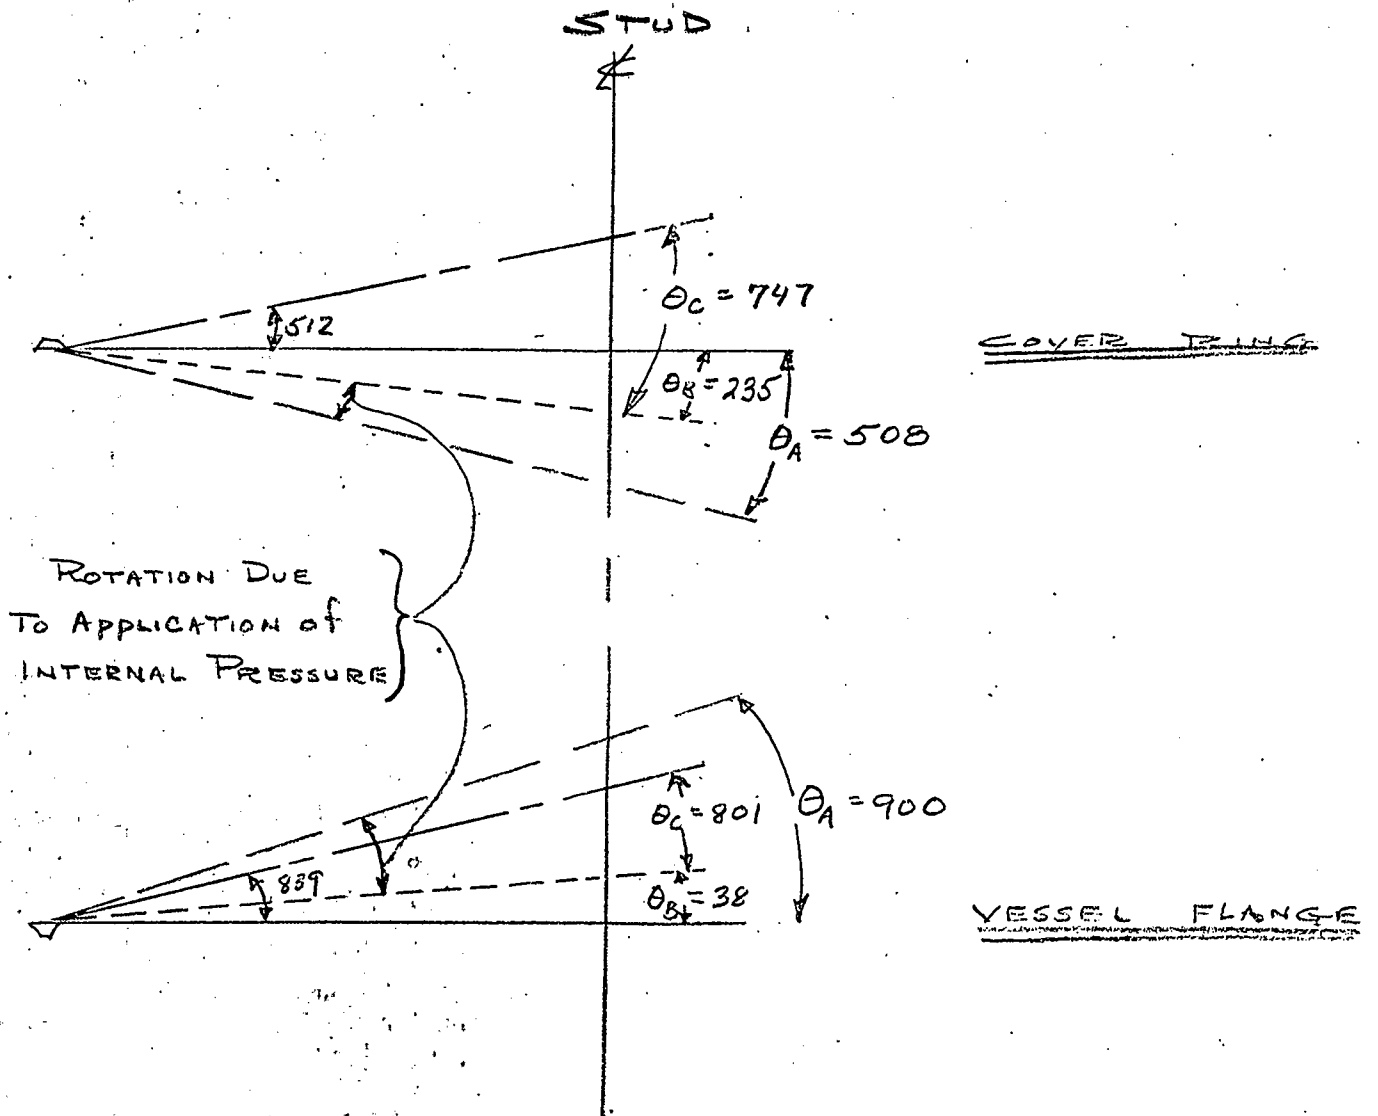 STUD
℄
θC = 747
512
COVER RING
θB = 235
θA = 508
ROTATION DUE
TO APPLICATION of
INTERNAL PRESSURE
θA = 900
θC = 801
839
θB = 38
VESSEL FLANGE